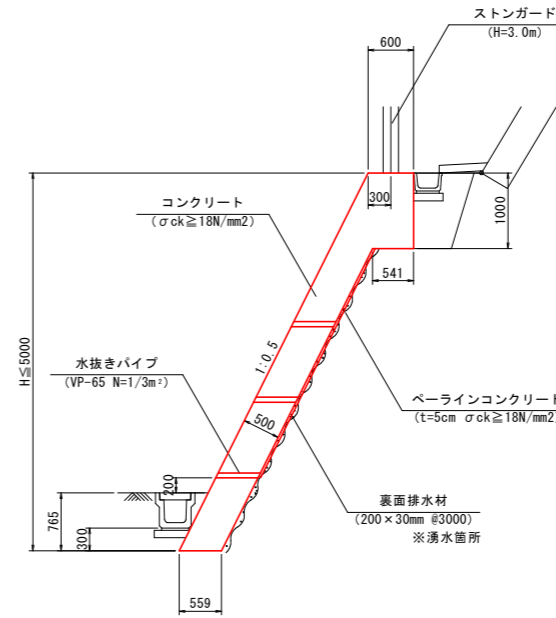 ストンガード
(H=3.0m)
600
300
1000
コンクリート
(σck≧18N/mm2)
541
H≦5000
1:0.5
水抜きパイプ
(VP-65 N=1/3m²)
ペーラインコンクリート
(t=5cm σck≧18N/mm2)
500
200
765
300
裏面排水材
(200×30mm @3000)
※湧水箇所
559